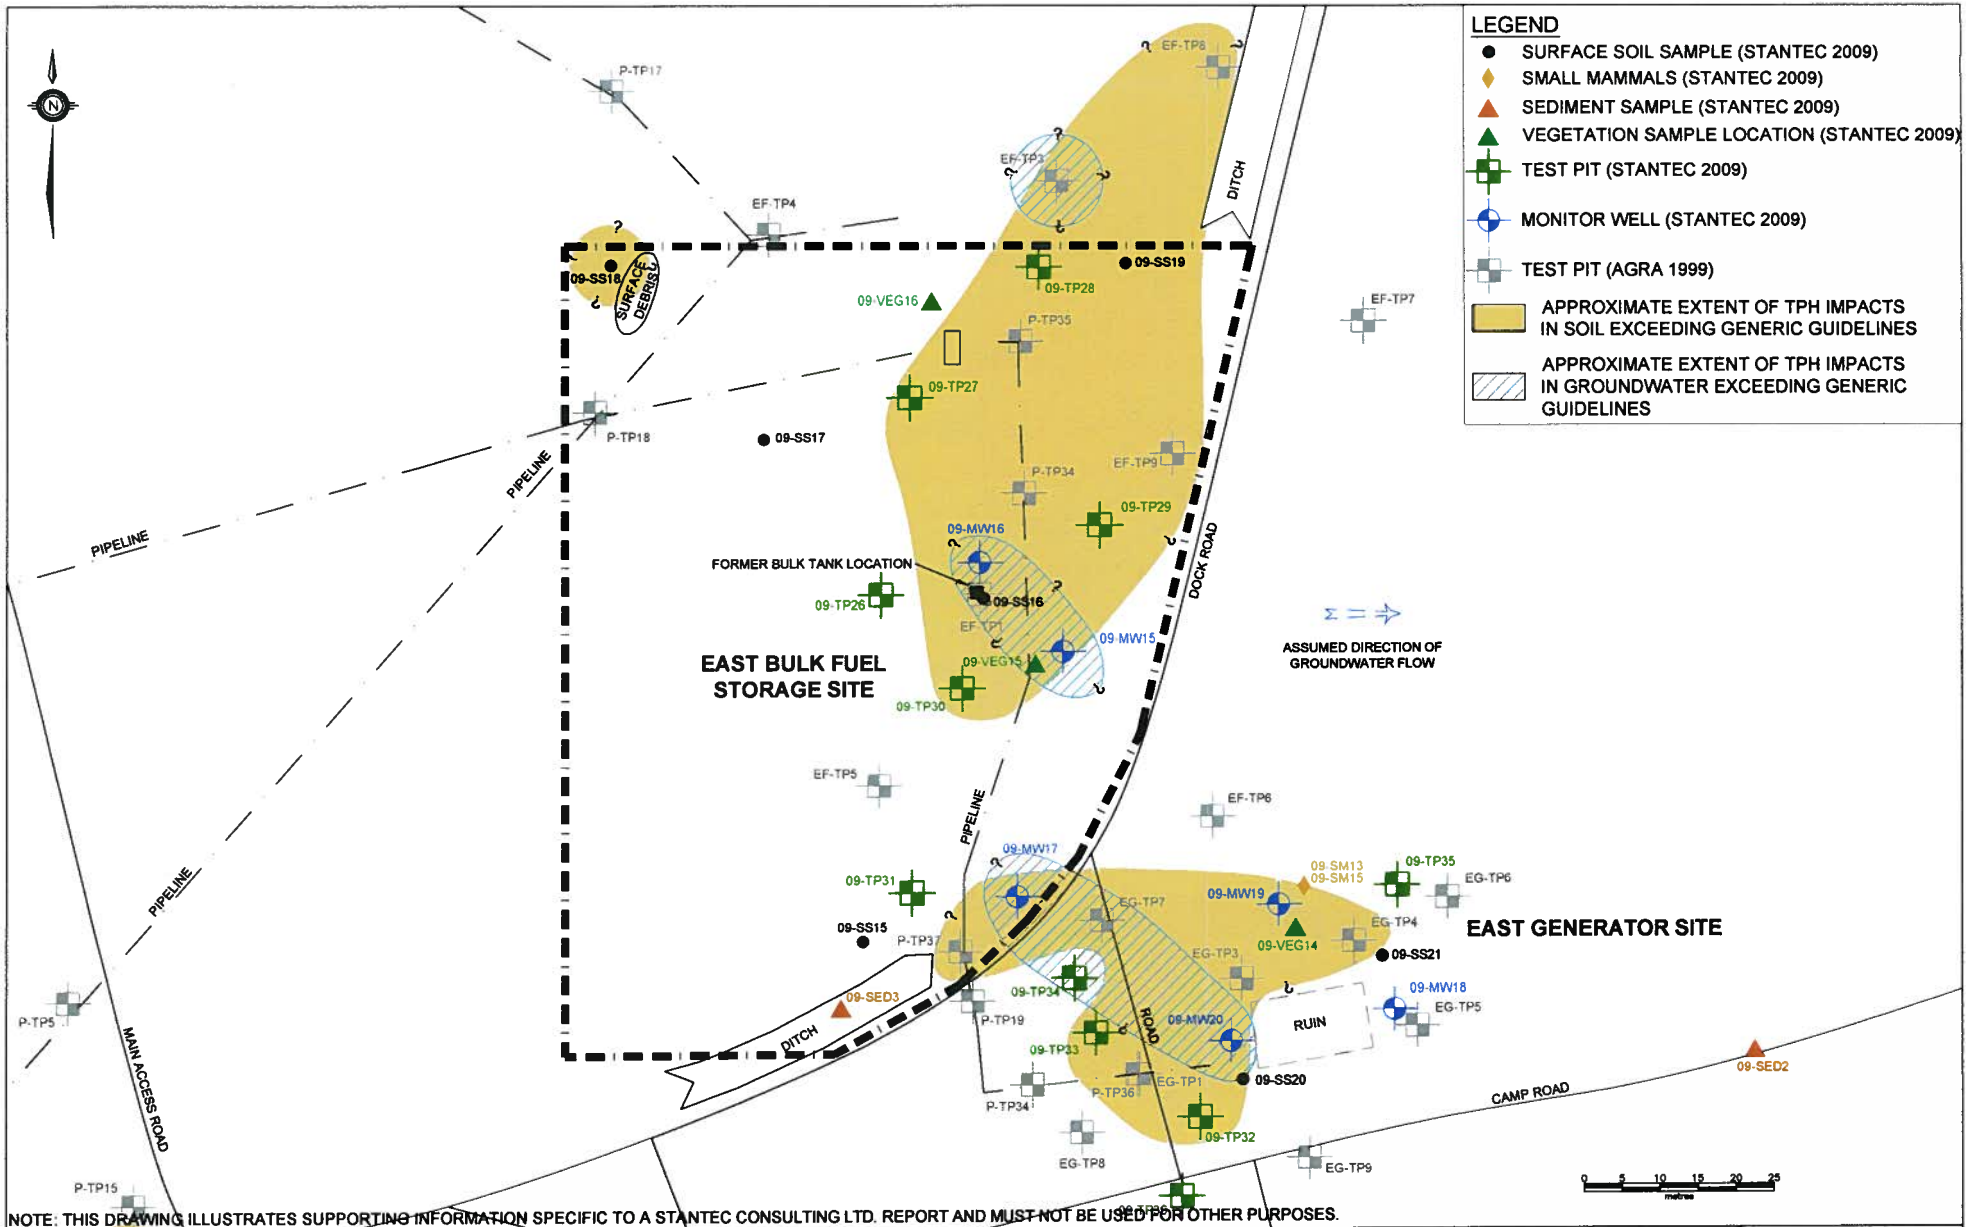 LEGEND
SURFACE SOIL SAMPLE (STANTEC 2009)
SMALL MAMMALS (STANTEC 2009)
SEDIMENT SAMPLE (STANTEC 2009)
VEGETATION SAMPLE LOCATION (STANTEC 2009)
TEST PIT (STANTEC 2009)
MONITOR WELL (STANTEC 2009)
TEST PIT (AGRA 1999)
APPROXIMATE EXTENT OF TPH IMPACTS
IN SOIL EXCEEDING GENERIC GUIDELINES
APPROXIMATE EXTENT OF TPH IMPACTS
IN GROUNDWATER EXCEEDING GENERIC
GUIDELINES
N
P-TP17
EF-TP8
? ?
?
EF-TP3
? ?
?
DITCH
EF-TP4
?
?
09-SS18
?
SURFACE
DEBRIS
09-SS19
09-TP28
09-VEG16
EF-TP7
P-TP35
09-TP27
P-TP18
09-SS17
PIPELINE
EF-TP9
P-TP34
09-TP29
PIPELINE
09-MW16
?
?
DOCK ROAD
FORMER BULK TANK LOCATION
?
09-TP26
09-SS16
EF-TP1
?
09-MW15
ASSUMED DIRECTION OF
GROUNDWATER FLOW
EAST BULK FUEL
STORAGE SITE
09-VEG15
?
09-TP30
EF-TP5
EF-TP6
PIPELINE
09-MW17
?
09-SM13
09-SM15
09-TP35
EG-TP6
09-TP31
09-MW19
PIPELINE
EG-TP7
?
EG-TP4
EAST GENERATOR SITE
09-SS15
P-TP37
09-VEG14
09-SS21
EG-TP3
?
09-SED3
09-TP34
09-MW18
EG-TP5
P-TP5
P-TP19
ROAD
09-MW20
RUIN
?
DITCH
09-TP33
MAIN ACCESS ROAD
09-SED2
EG-TP1
09-SS20
P-TP36
P-TP34
CAMP ROAD
09-TP32
EG-TP8
EG-TP9
P-TP15
0 5 10 15 20 25
metres
NOTE: THIS DRAWING ILLUSTRATES SUPPORTING INFORMATION SPECIFIC TO A STANTEC CONSULTING LTD. REPORT AND MUST NOT BE USED FOR OTHER PURPOSES.